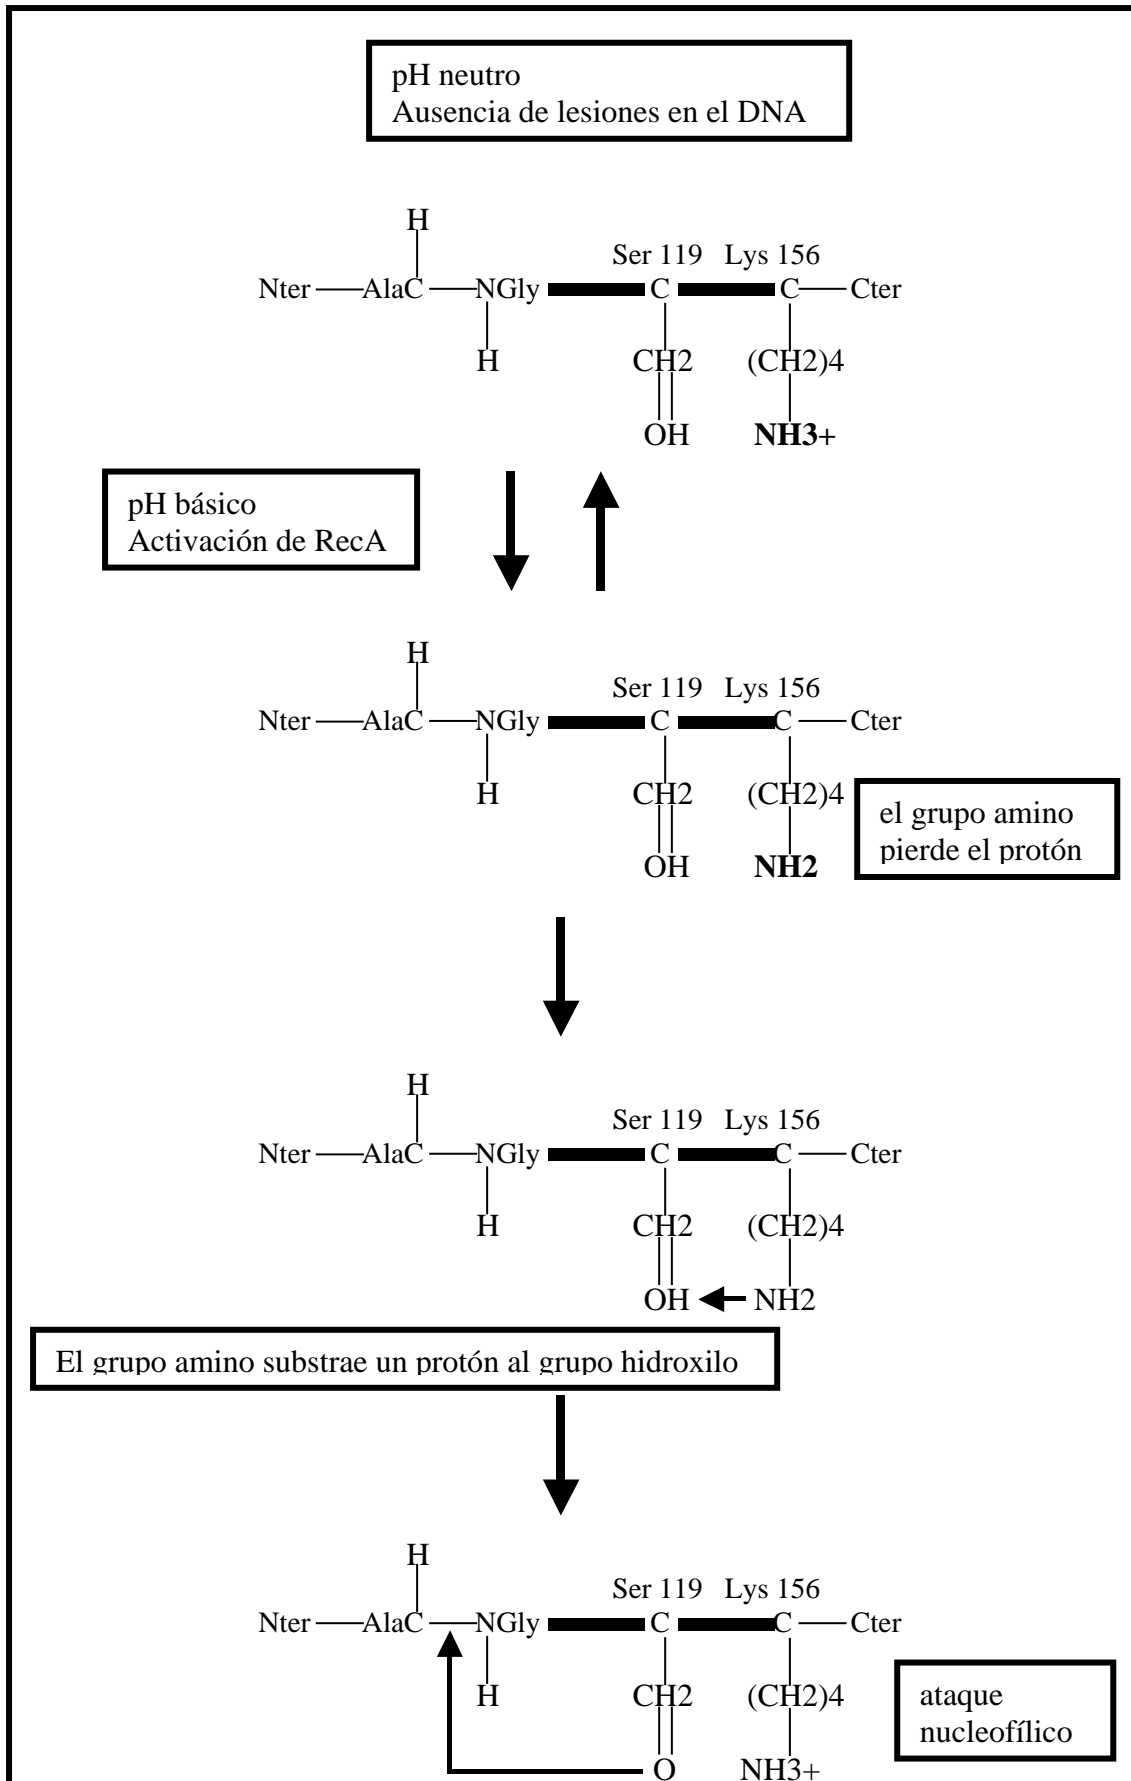 pH neutro
Ausencia de lesiones en el DNA
H
Ser 119 Lys 156
Nter AlaC NGly C C Cter
H CH2 (CH2)4
OH NH3+
pH básico
Activación de RecA
H
Ser 119 Lys 156
Nter AlaC NGly C C Cter
H CH2 (CH2)4
OH NH2
el grupo amino
pierde el protón
H
Ser 119 Lys 156
Nter AlaC NGly C C Cter
H CH2 (CH2)4
OH NH2
El grupo amino substrae un protón al grupo hidroxilo
H
Ser 119 Lys 156
Nter AlaC NGly C C Cter
H CH2 (CH2)4
O NH3+
ataque
nucleofílico